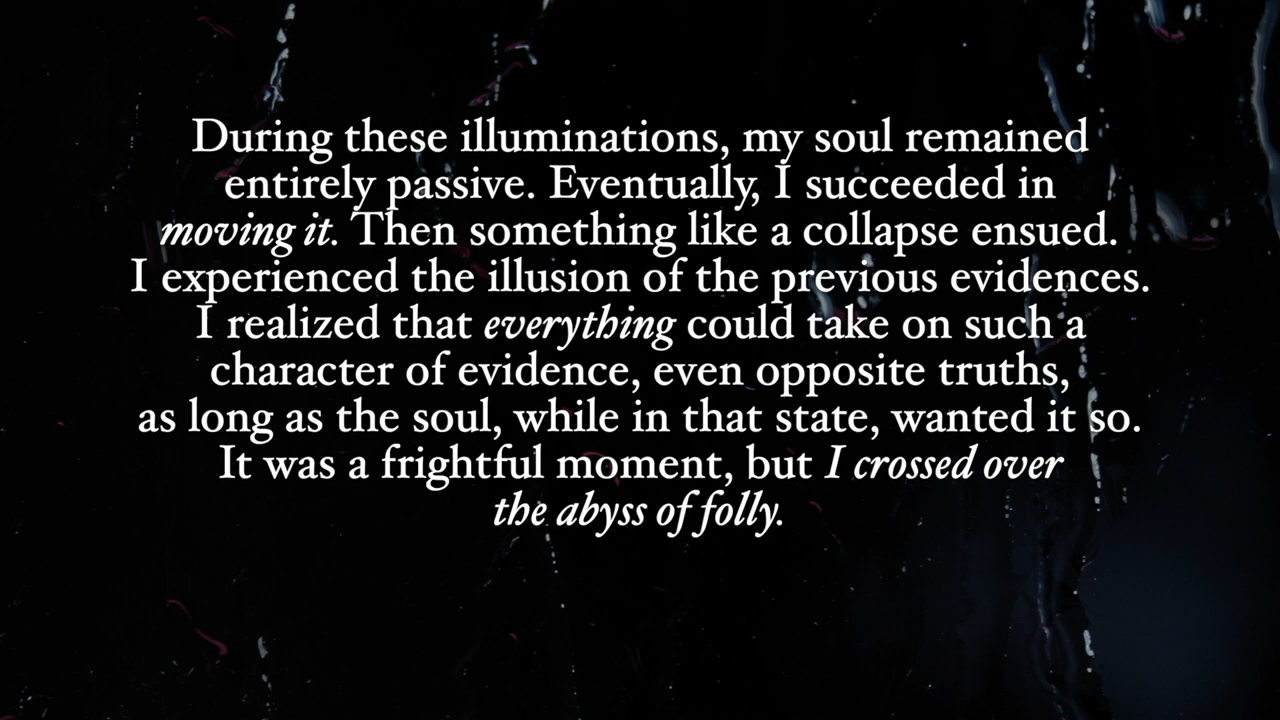 During these illuminations, my soul remained
entirely passive. Eventually, I succeeded in
moving it. Then something like a collapse ensued.
I experienced the illusion of the previous evidences.
I realized that everything could take on such a
character of evidence, even opposite truths,
as long as the soul, while in that state, wanted it so.
It was a frightful moment, but I crossed over
the abyss of folly.